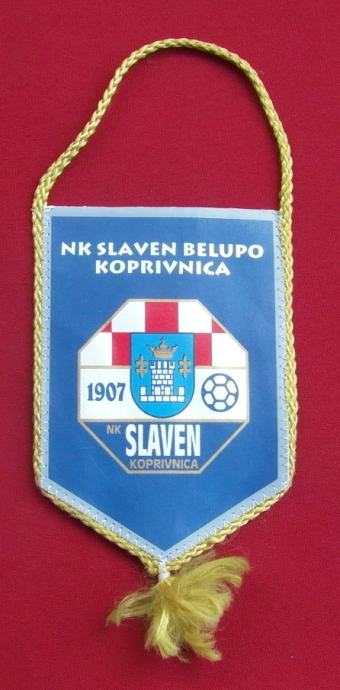 NK SLAVEN BELUPO
KOPRIVNICA
1907
NK SLAVEN
KOPRIVNICA